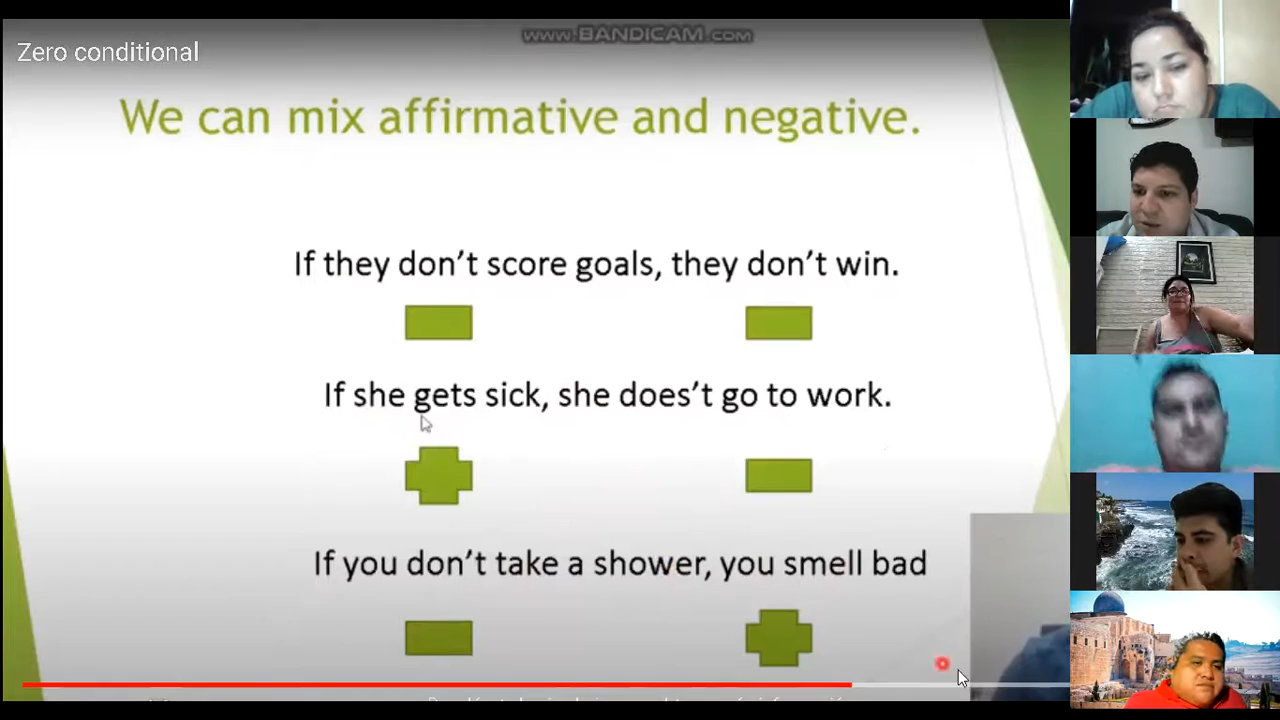 www.BANDICAM.com
Zero conditional
We can mix affirmative and negative.
If they don't score goals, they don't win.
If she gets sick, she does't go to work.
If you don't take a shower, you smell bad